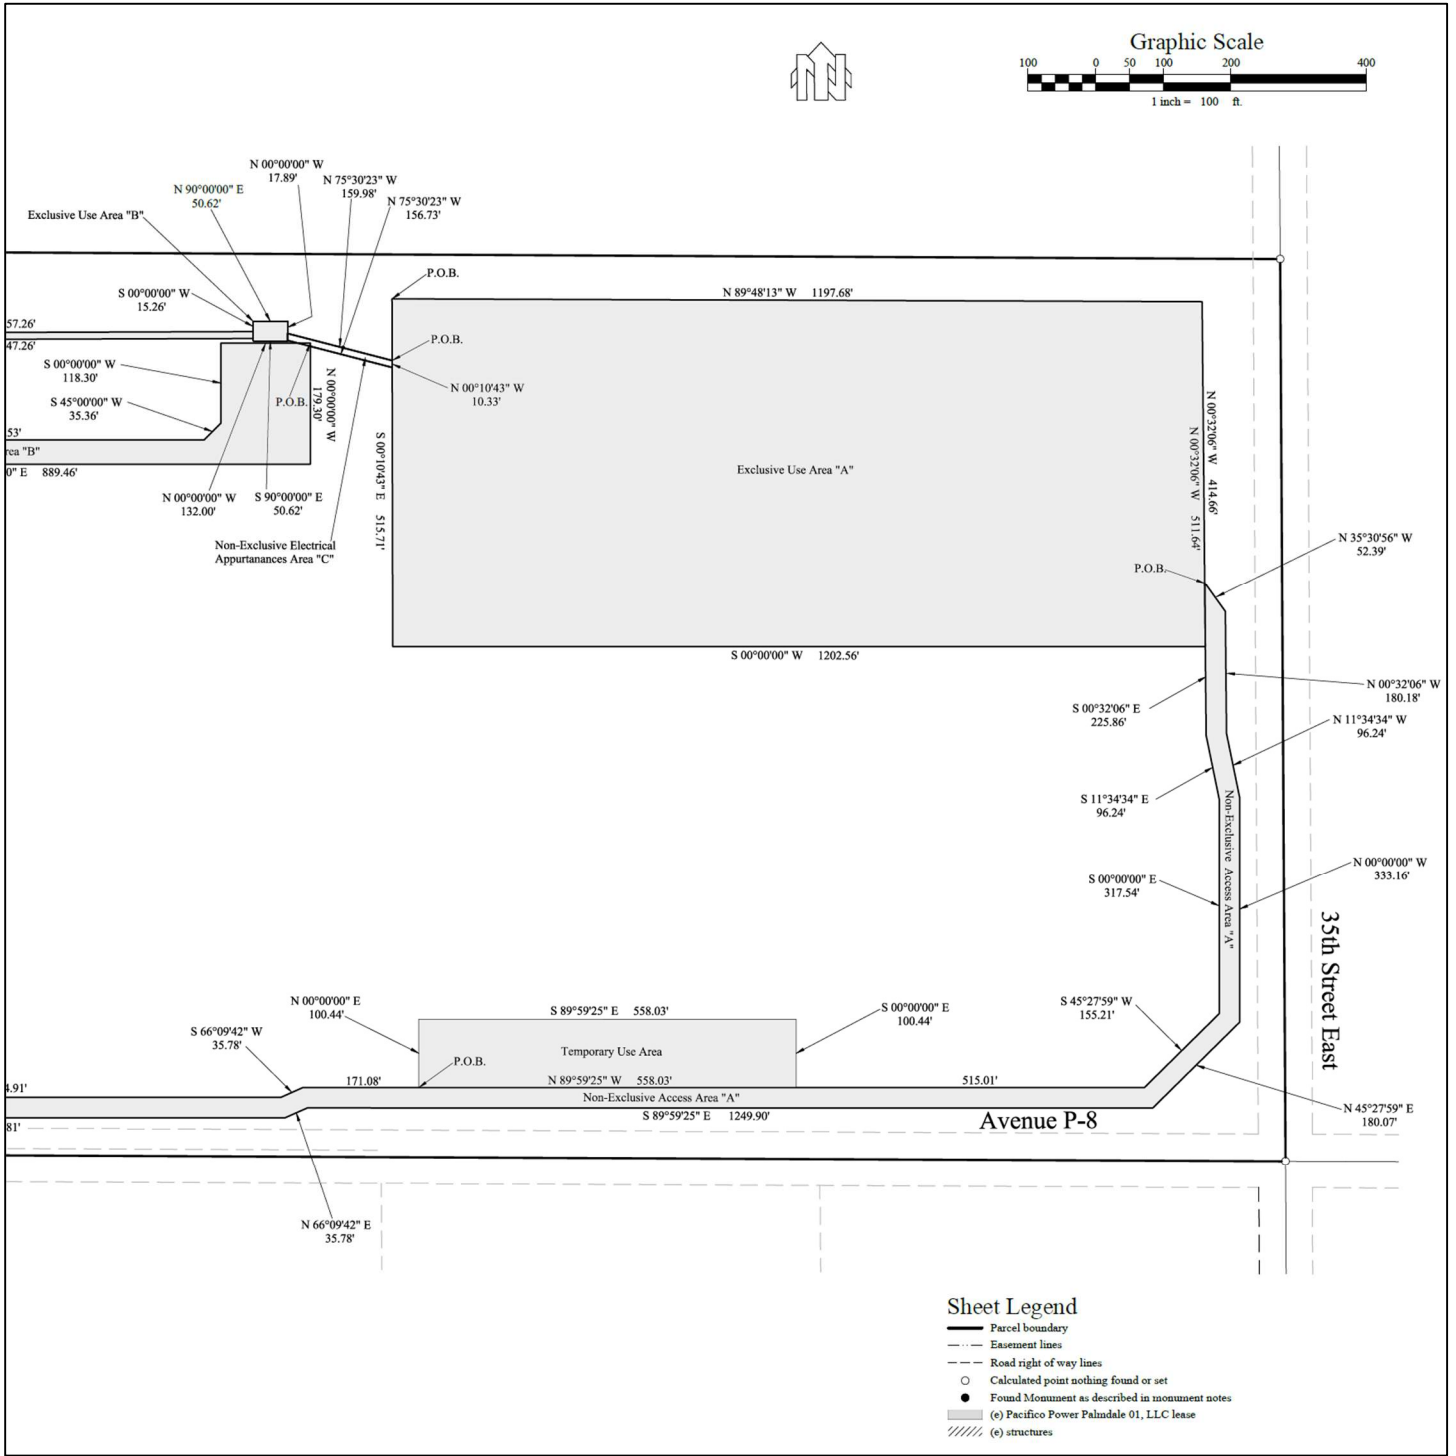 Graphic Scale
100 0 50 100 200 400
1 inch = 100 ft.
N 00°00'00" W
17.89'
N 75°30'23" W
159.98'
N 90°00'00" E
50.62'
N 75°30'23" W
156.73'
Exclusive Use Area "B"
P.O.B.
S 00°00'00" W
15.26'
N 89°48'13" W 1197.68'
57.26'
47.26'
P.O.B.
S 00°00'00" W
118.30'
N 00°10'43" W
10.33'
S 45°00'00" W
35.36'
P.O.B.
N 00°00'00" W
179.30'
N 00°32'06" W 414.66'
N 00°32'06" W 511.64'
53'
rea "B"
0" E 889.46'
S 00°10'43" E 515.71'
Exclusive Use Area "A"
N 00°00'00" W
132.00'
S 90°00'00" E
50.62'
Non-Exclusive Electrical
Appurtanances Area "C"
N 35°30'56" W
52.39'
P.O.B.
S 00°00'00" W 1202.56'
N 00°32'06" W
180.18'
S 00°32'06" E
225.86'
N 11°34'34" W
96.24'
S 11°34'34" E
96.24'
Non-Exclusive Access Area "A"
N 00°00'00" W
333.16'
S 00°00'00" E
317.54'
35th Street East
N 00°00'00" E
100.44'
S 89°59'25" E 558.03'
S 00°00'00" E
100.44'
S 45°27'59" W
155.21'
S 66°09'42" W
35.78'
Temporary Use Area
P.O.B.
4.91'
171.08'
N 89°59'25" W 558.03'
515.01'
Non-Exclusive Access Area "A"
S 89°59'25" E 1249.90'
Avenue P-8
N 45°27'59" E
180.07'
81'
N 66°09'42" E
35.78'
Sheet Legend
Parcel boundary
Easement lines
Road right of way lines
Calculated point nothing found or set
Found Monument as described in monument notes
(e) Pacifico Power Palmdale 01, LLC lease
(e) structures